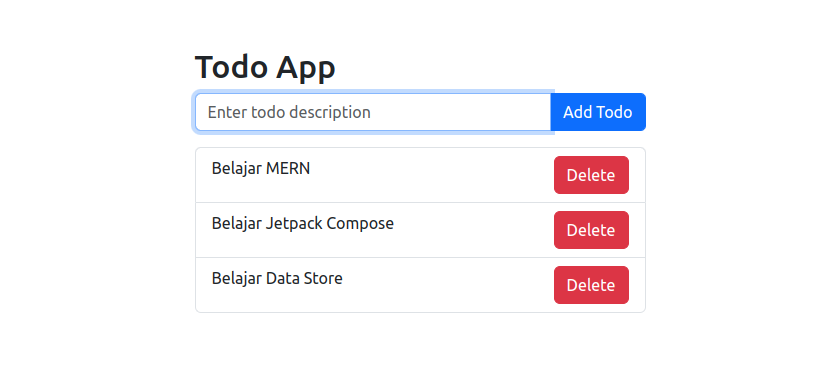 Todo App
Enter todo description Add Todo
Belajar MERN Delete
Belajar Jetpack Compose Delete
Belajar Data Store Delete